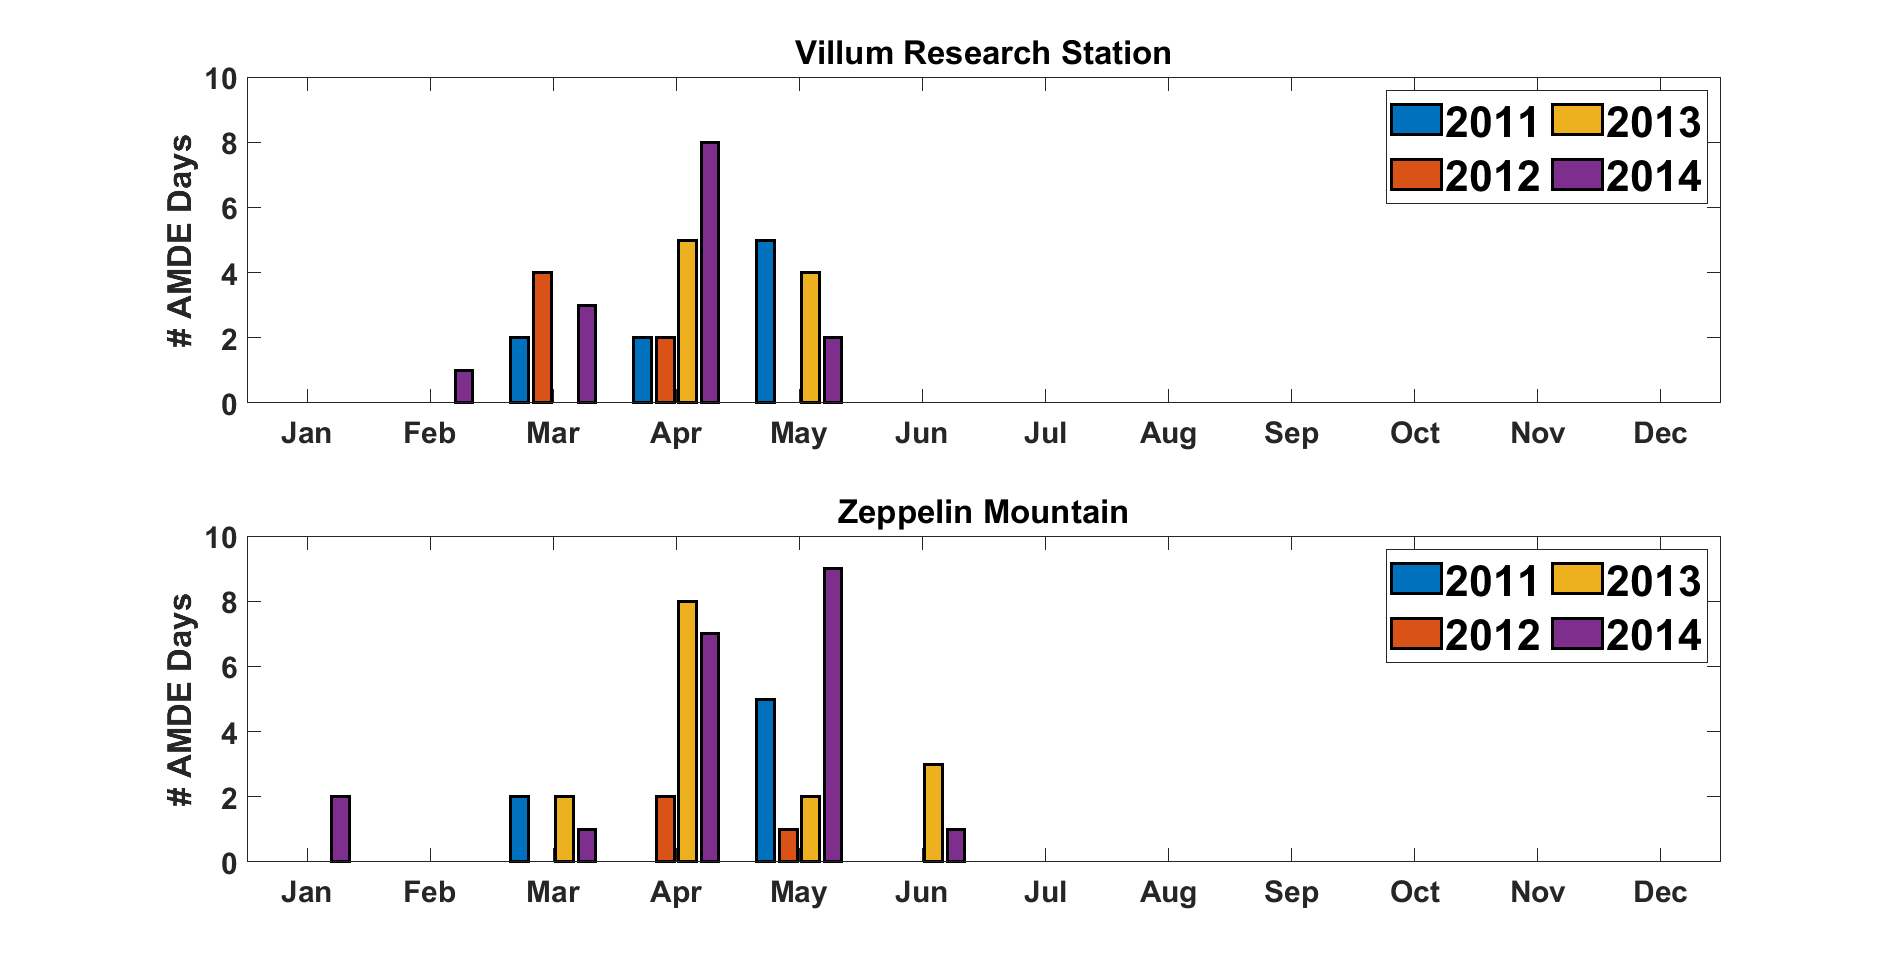 Villum Research Station
# AMDE Days
10
8
6
4
2
0
2011 2013
2012 2014
Jan Feb Mar Apr May Jun Jul Aug Sep Oct Nov Dec
Zeppelin Mountain
# AMDE Days
10
8
6
4
2
0
2011 2013
2012 2014
Jan Feb Mar Apr May Jun Jul Aug Sep Oct Nov Dec